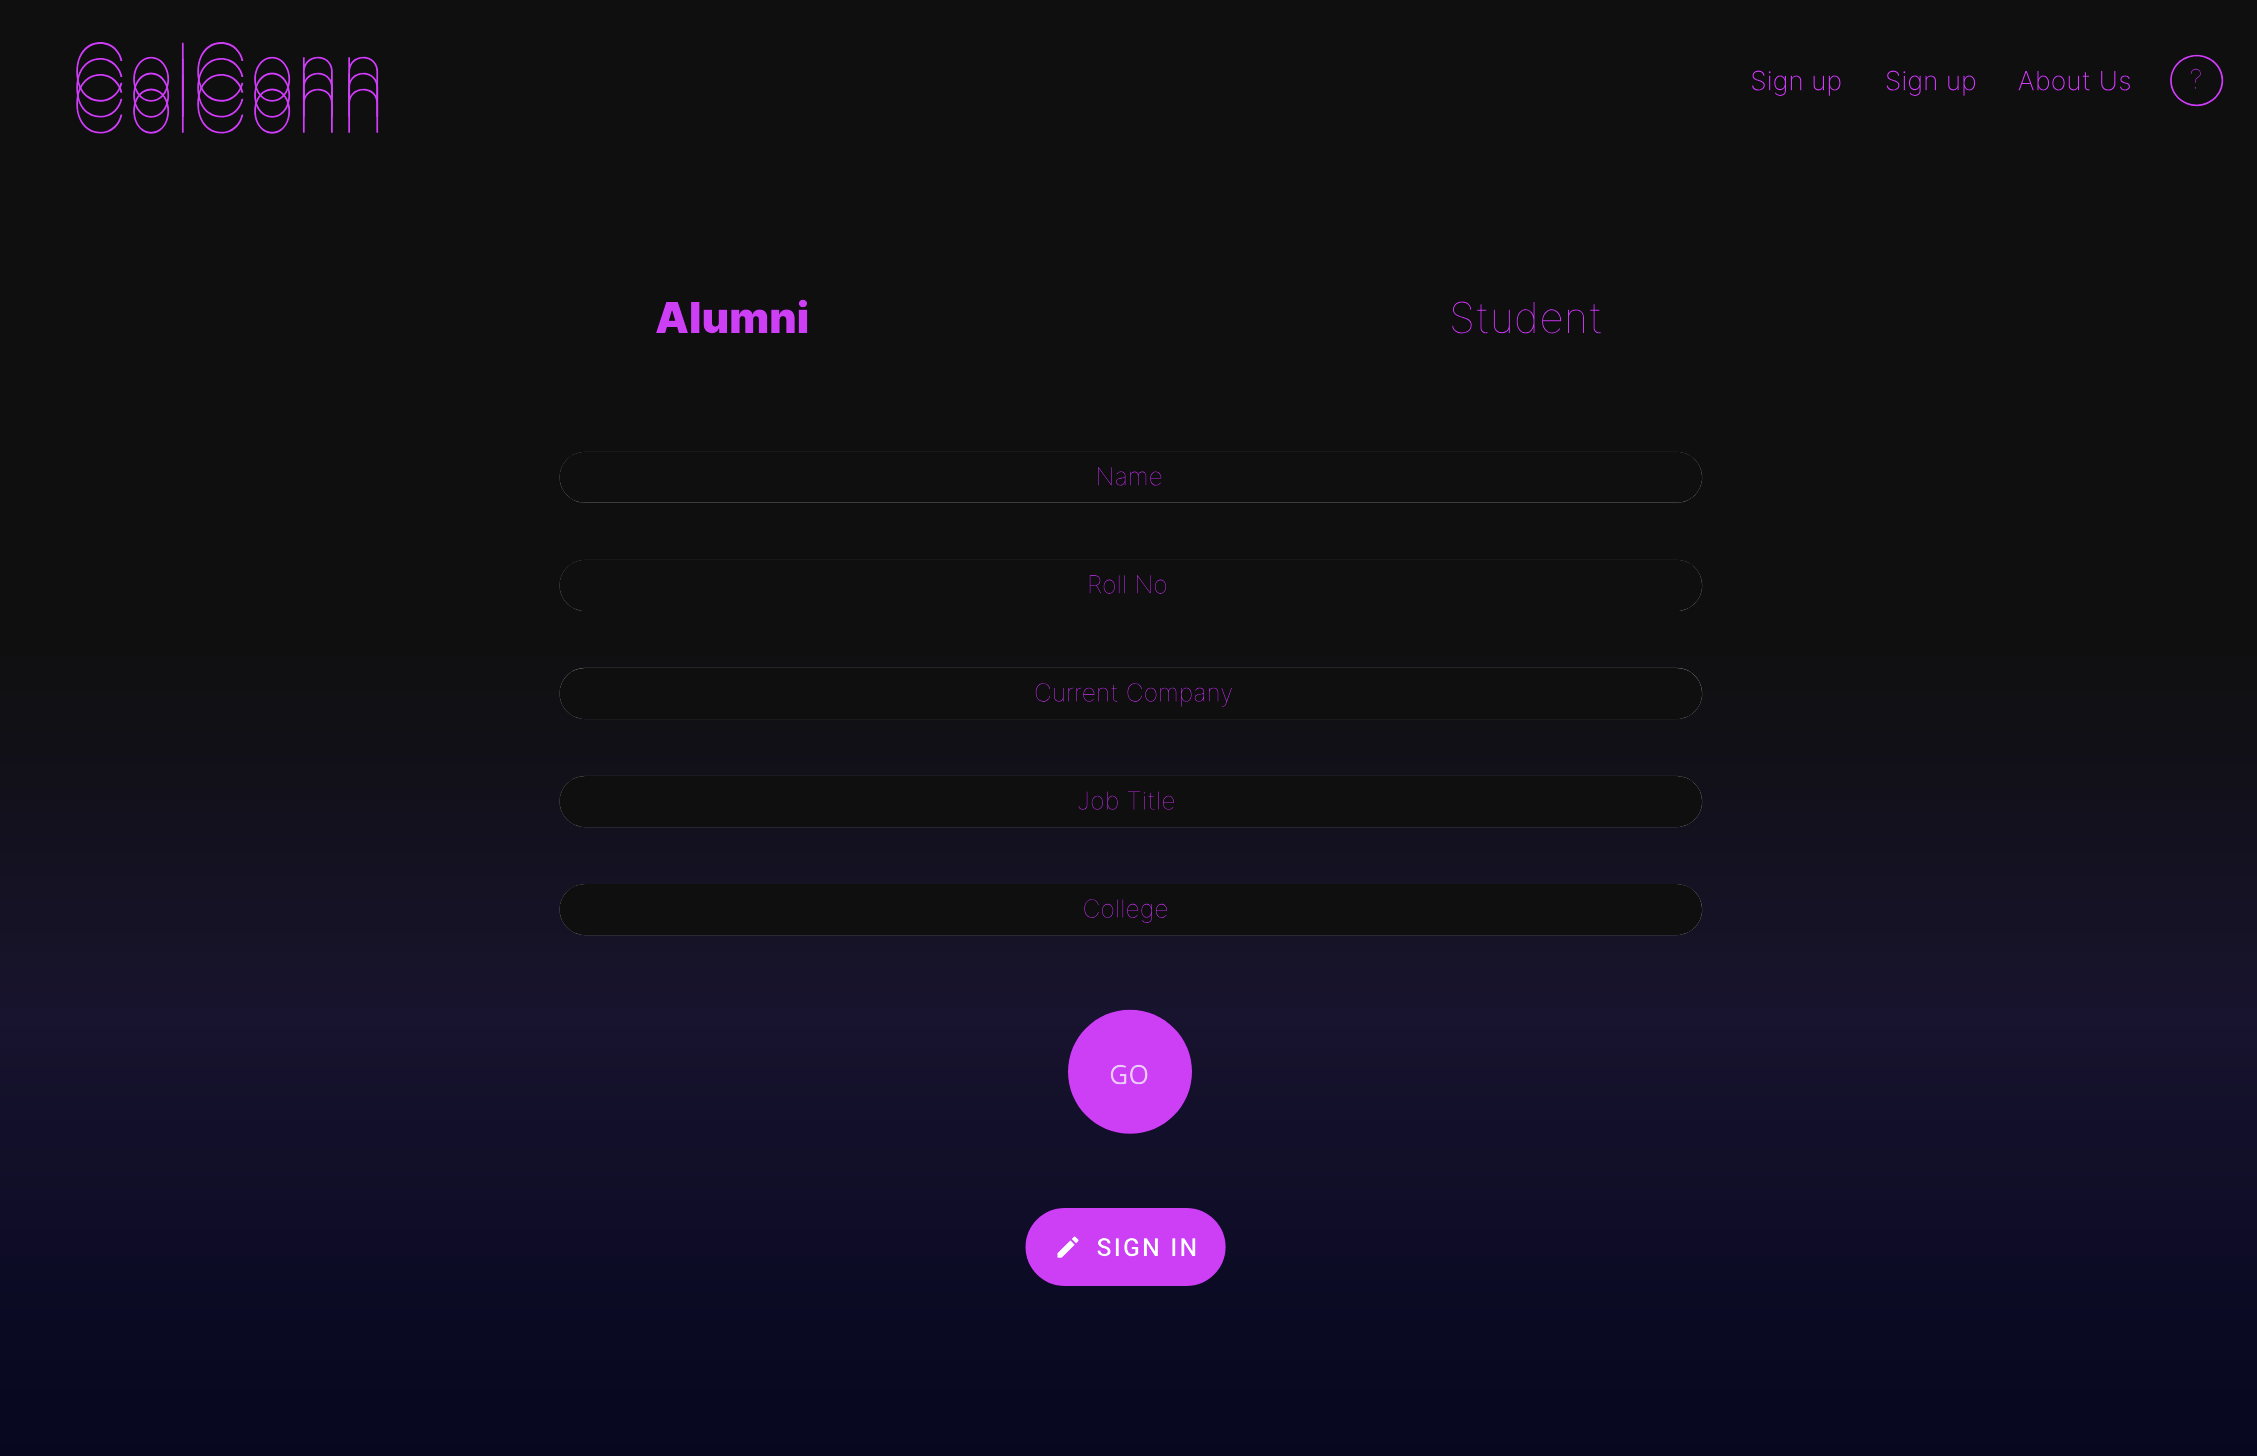 ColConn
Sign up Sign up About Us ?
Alumni Student
Name
Roll No
Current Company
Job Title
College
GO
SIGN IN